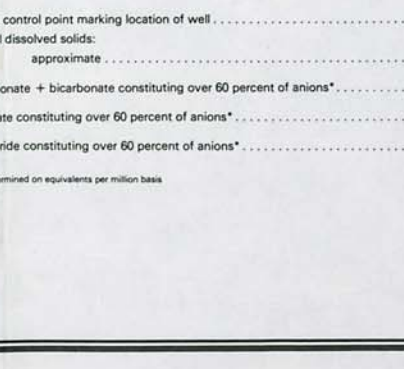 control point marking location of well . . . . . . . . . . . . . . . . . . . . . . . . . . . . . .
dissolved solids:
approximate . . . . . . . . . . . . . . . . . . . . . . . . . . . . . . . . . . . . . . . . . . . . . .
onate + bicarbonate constituting over 60 percent of anions* . . . . . . . . . . .
te constituting over 60 percent of anions* . . . . . . . . . . . . . . . . . . . . . . . . . .
ride constituting over 60 percent of anions* . . . . . . . . . . . . . . . . . . . . . . . .
rmined on equivalents per million basis